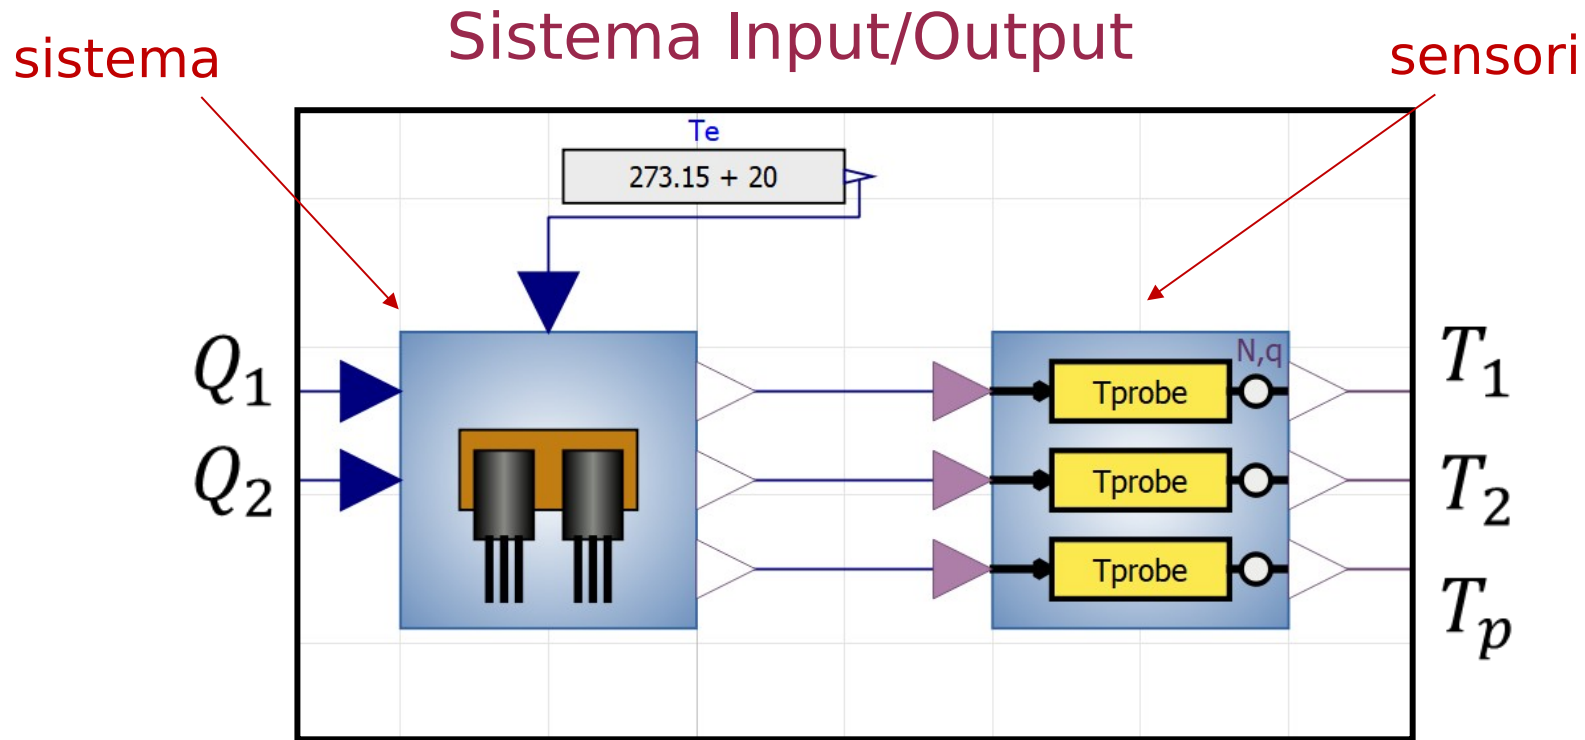 Sistema Input/Output
sistema
sensori
Te
273.15 + 20
Q1
Q2
N,q
Tprobe
Tprobe
Tprobe
T1
T2
Tp